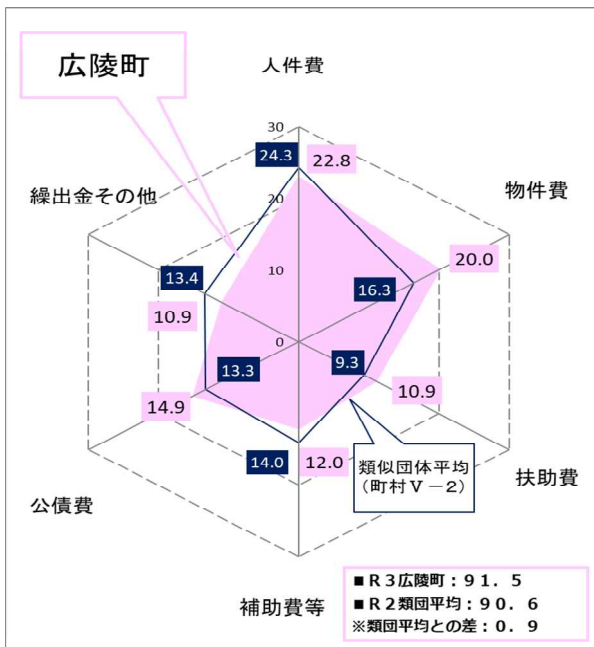 広陵町
人件費
30
24.3
22.8
繰出金その他
20
物件費
20.0
13.4
16.3
10
10.9
0
9.3
13.3
10.9
14.9
14.0
12.0
類似団体平均
(町村Ⅴ－2)
扶助費
公債費
補助費等
■R3広陵町：91．5
■R2類団平均：90．6
※類団平均との差：0．9